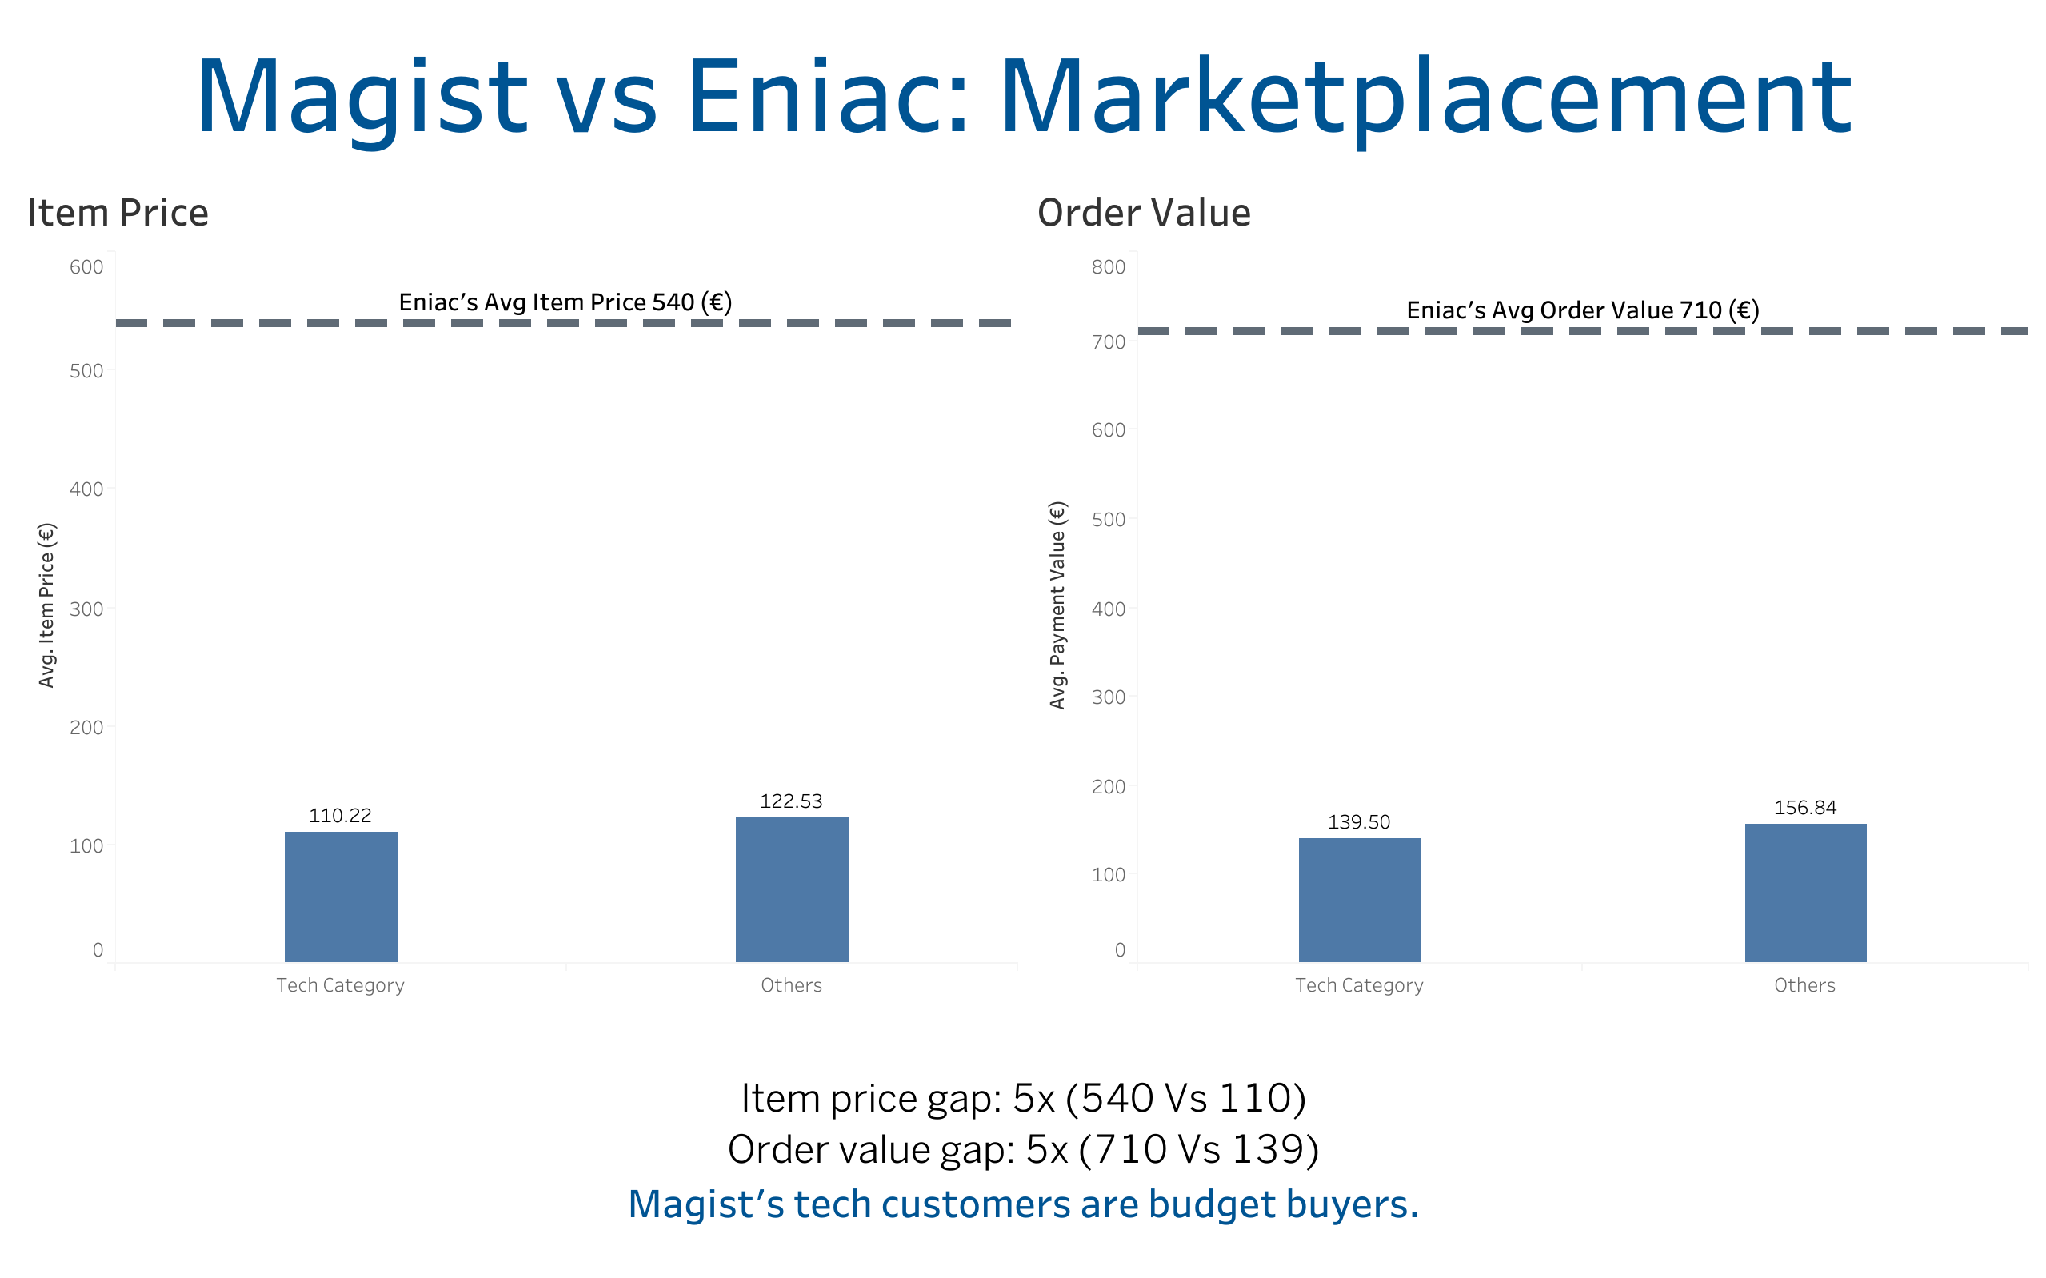 Magist vs Eniac: Marketplacement
Item Price
600
Eniac's Avg Item Price 540 (€)
500
400
300
200
100
0
Avg. Item Price (€)
110.22
122.53
Tech Category
Others
Order Value
800
Eniac's Avg Order Value 710 (€)
700
600
500
400
300
200
100
0
Avg. Payment Value (€)
139.50
156.84
Tech Category
Others
Item price gap: 5x (540 Vs 110)
Order value gap: 5x (710 Vs 139)
Magist's tech customers are budget buyers.